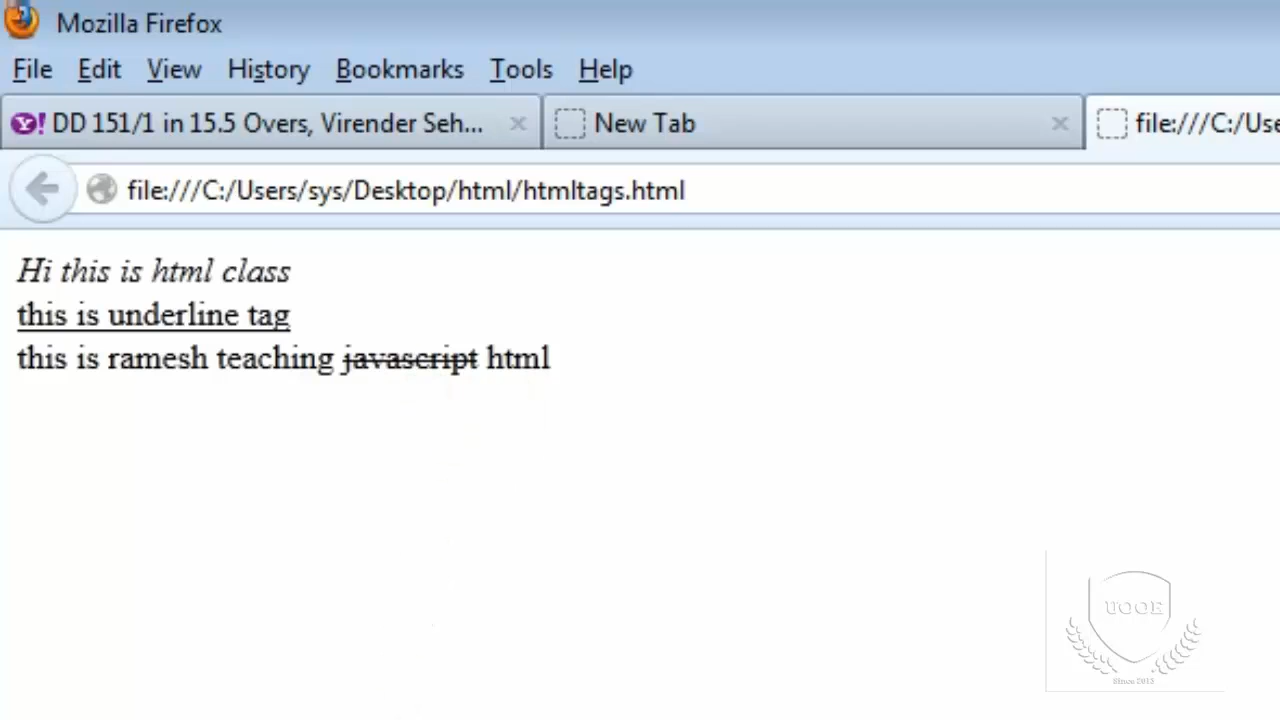 Mozilla Firefox
File Edit View History Bookmarks Tools Help
Y! DD 151/1 in 15.5 Overs, Virender Seh... New Tab file:///C:/Use
file:///C:/Users/sys/Desktop/html/htmltags.html
Hi this is html class
this is underline tag
this is ramesh teaching javascript html
UOOE
Since 2013